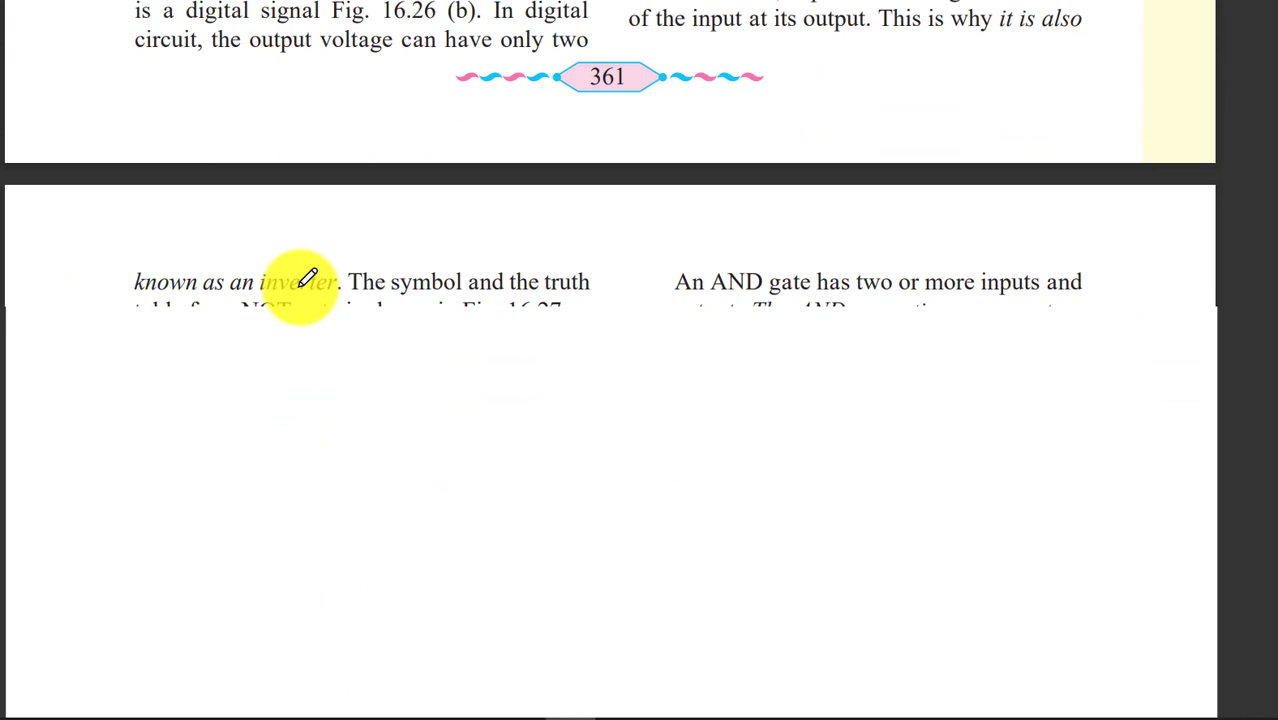 is a digital signal Fig. 16.26 (b). In digital
circuit, the output voltage can have only two
of the input at its output. This is why it is also
361
known as an inverter. The symbol and the truth
An AND gate has two or more inputs and